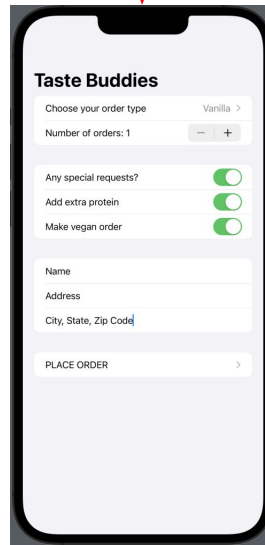 Taste Buddies
Choose your order type Vanilla >
Number of orders: 1 − +
Any special requests?
Add extra protein
Make vegan order
Name
Address
City, State, Zip Code
PLACE ORDER >